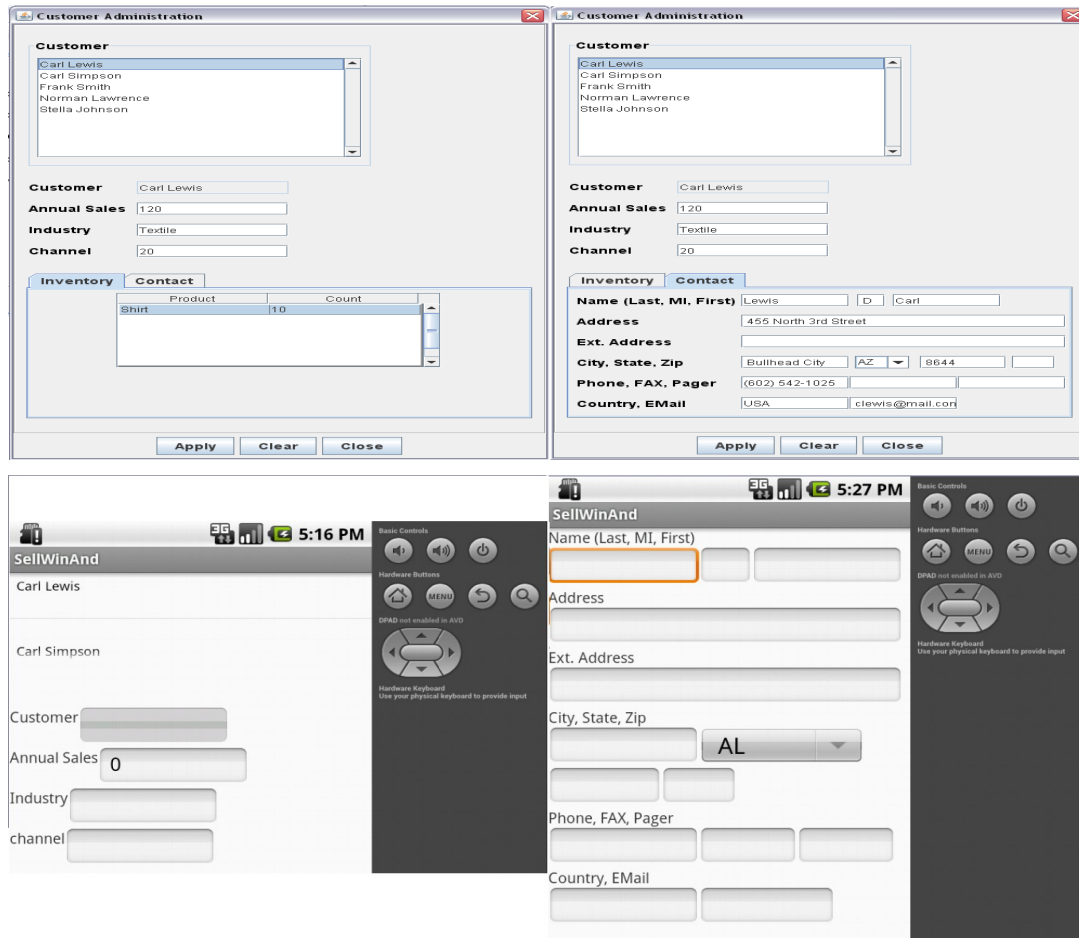 Customer Administration
Customer
Carl Lewis
Carl Simpson
Frank Smith
Norman Lawrence
Stella Johnson
Customer Carl Lewis
Annual Sales 120
Industry Textile
Channel 20
Inventory Contact
Product Count
Shirt 10
Apply Clear Close
Customer Administration
Customer
Carl Lewis
Carl Simpson
Frank Smith
Norman Lawrence
Stella Johnson
Customer Carl Lewis
Annual Sales 120
Industry Textile
Channel 20
Inventory Contact
Name (Last, MI, First) Lewis D Carl
Address 455 North 3rd Street
Ext. Address
City, State, Zip Bullhead City AZ 8644
Phone, FAX, Pager (602) 542-1025
Country, EMail USA clewis@mail.con
Apply Clear Close
3G 5:16 PM
SellWinAnd
Carl Lewis
Carl Simpson
Customer
Annual Sales 0
Industry
channel
Basic Controls
Hardware Buttons
MENU
DPAD not enabled in AVD
Hardware Keyboard
Use your physical keyboard to provide input
3G 5:27 PM
SellWinAnd
Name (Last, MI, First)
Address
Ext. Address
City, State, Zip
AL
Phone, FAX, Pager
Country, EMail
Basic Controls
Hardware Buttons
MENU
DPAD not enabled in AVD
Hardware Keyboard
Use your physical keyboard to provide input